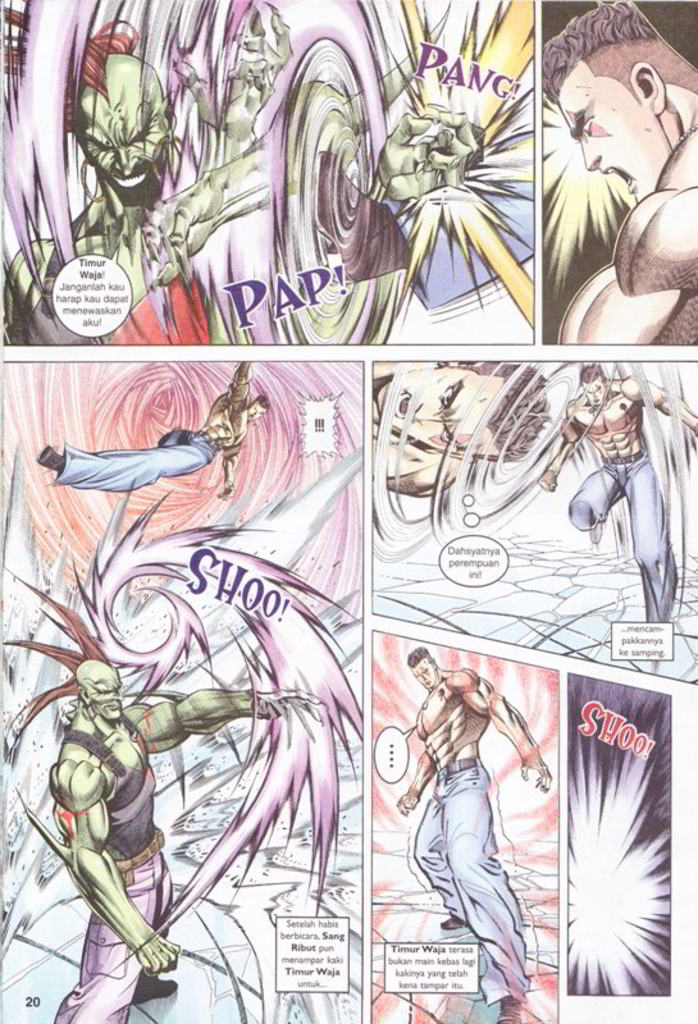 PANG!
PAP!
Timur
Waja!
Janganlah kau
harap kau dapat
menewaskan
aku!
!!!
SHOO!
Setelah habis
berbicara, Sang
Ribut pun
menampar kaki
Timur Waja
untuk...
...mencam-
pakkannya
ke samping.
Dahsyatnya
perempuan
ini!
....
Timur Waja terasa
bukan main kebas lagi
kakinya yang telah
kena tampar itu.
SHOO!
20